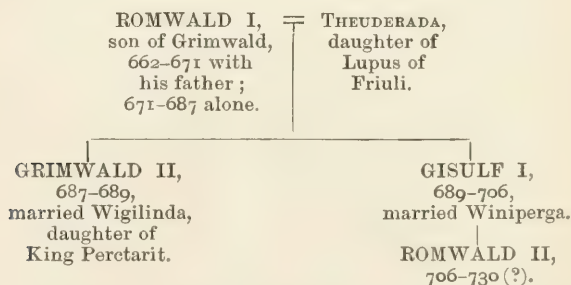 ROMWALD I, = THEUDERADA,
son of Grimwald, daughter of
662–671 with Lupus of
his father; Friuli.
671–687 alone.
GRIMWALD II, GISULF I,
687–689, 689–706,
married Wigilinda, married Winiperga.
daughter of
King Perctarit. ROMWALD II,
706–730 (?).